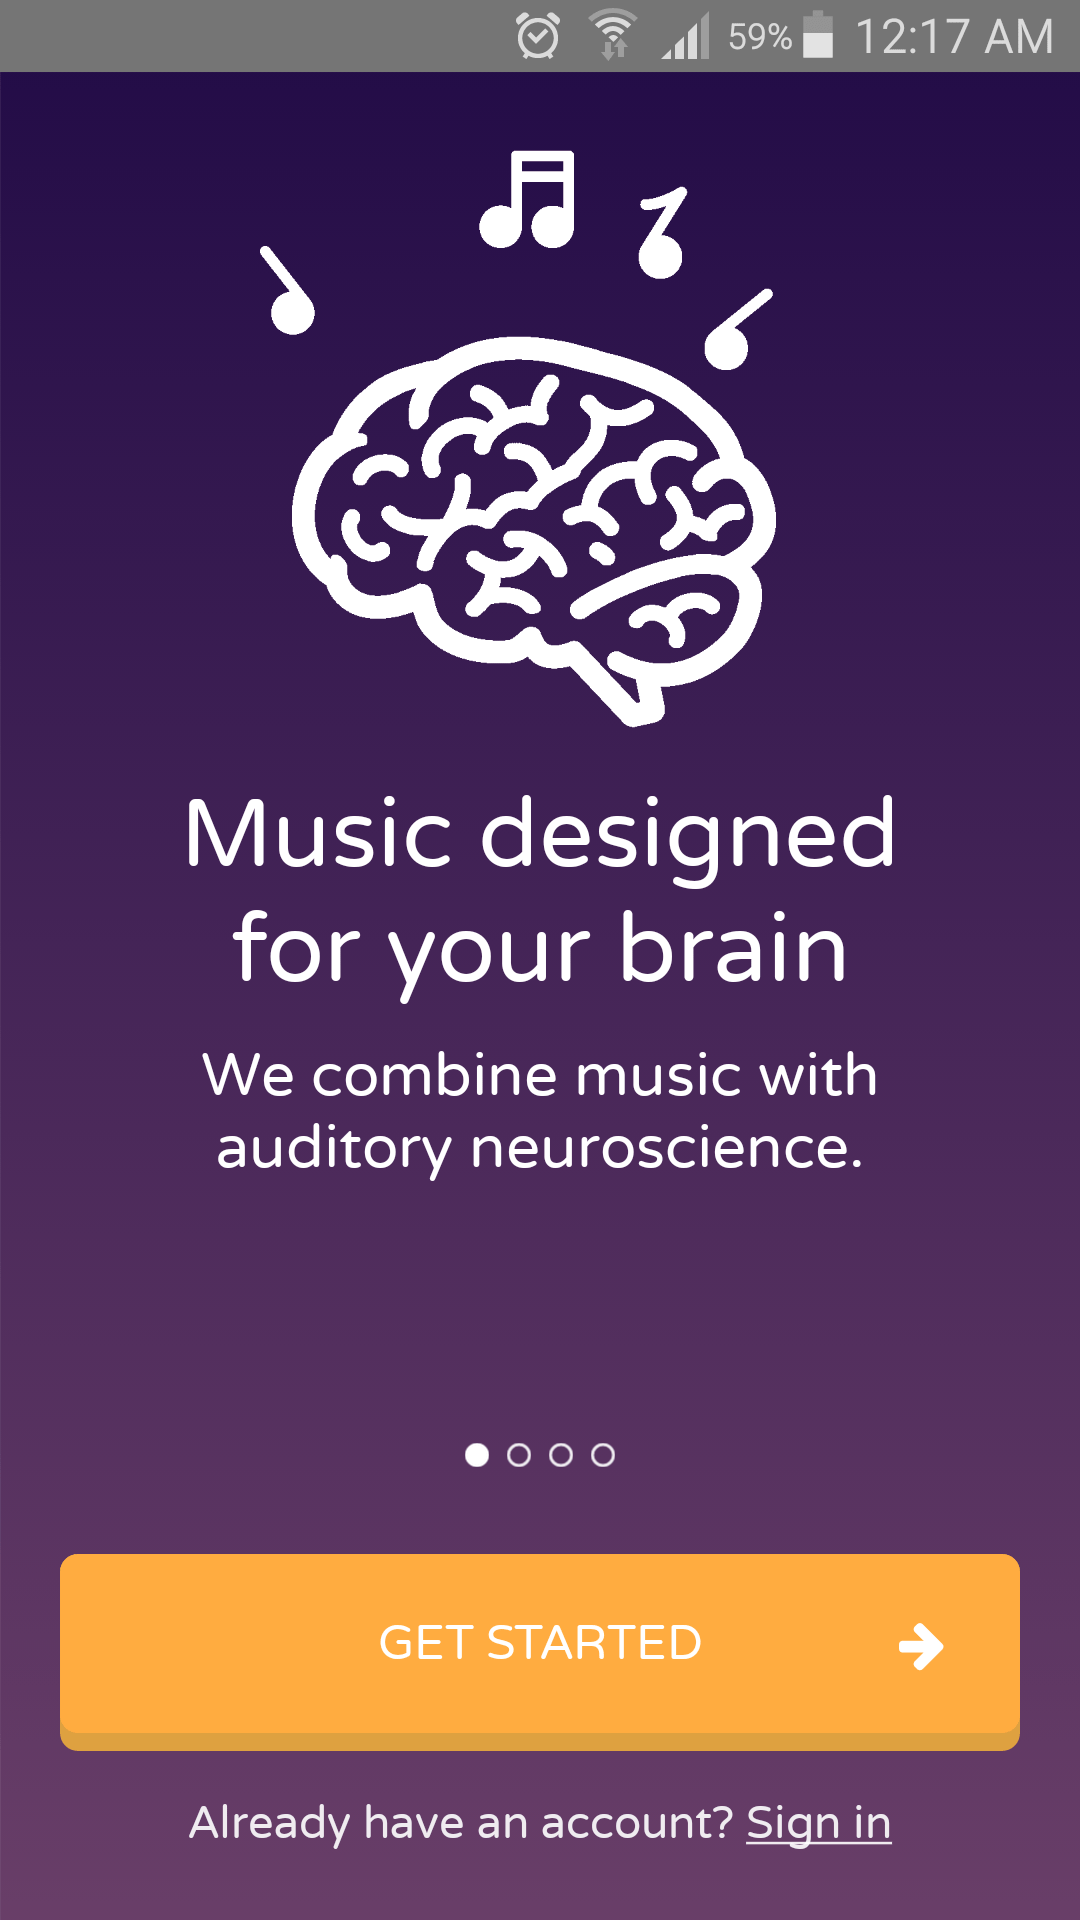 59% 12:17 AM
Music designed
for your brain
We combine music with
auditory neuroscience.
GET STARTED
Already have an account? Sign in